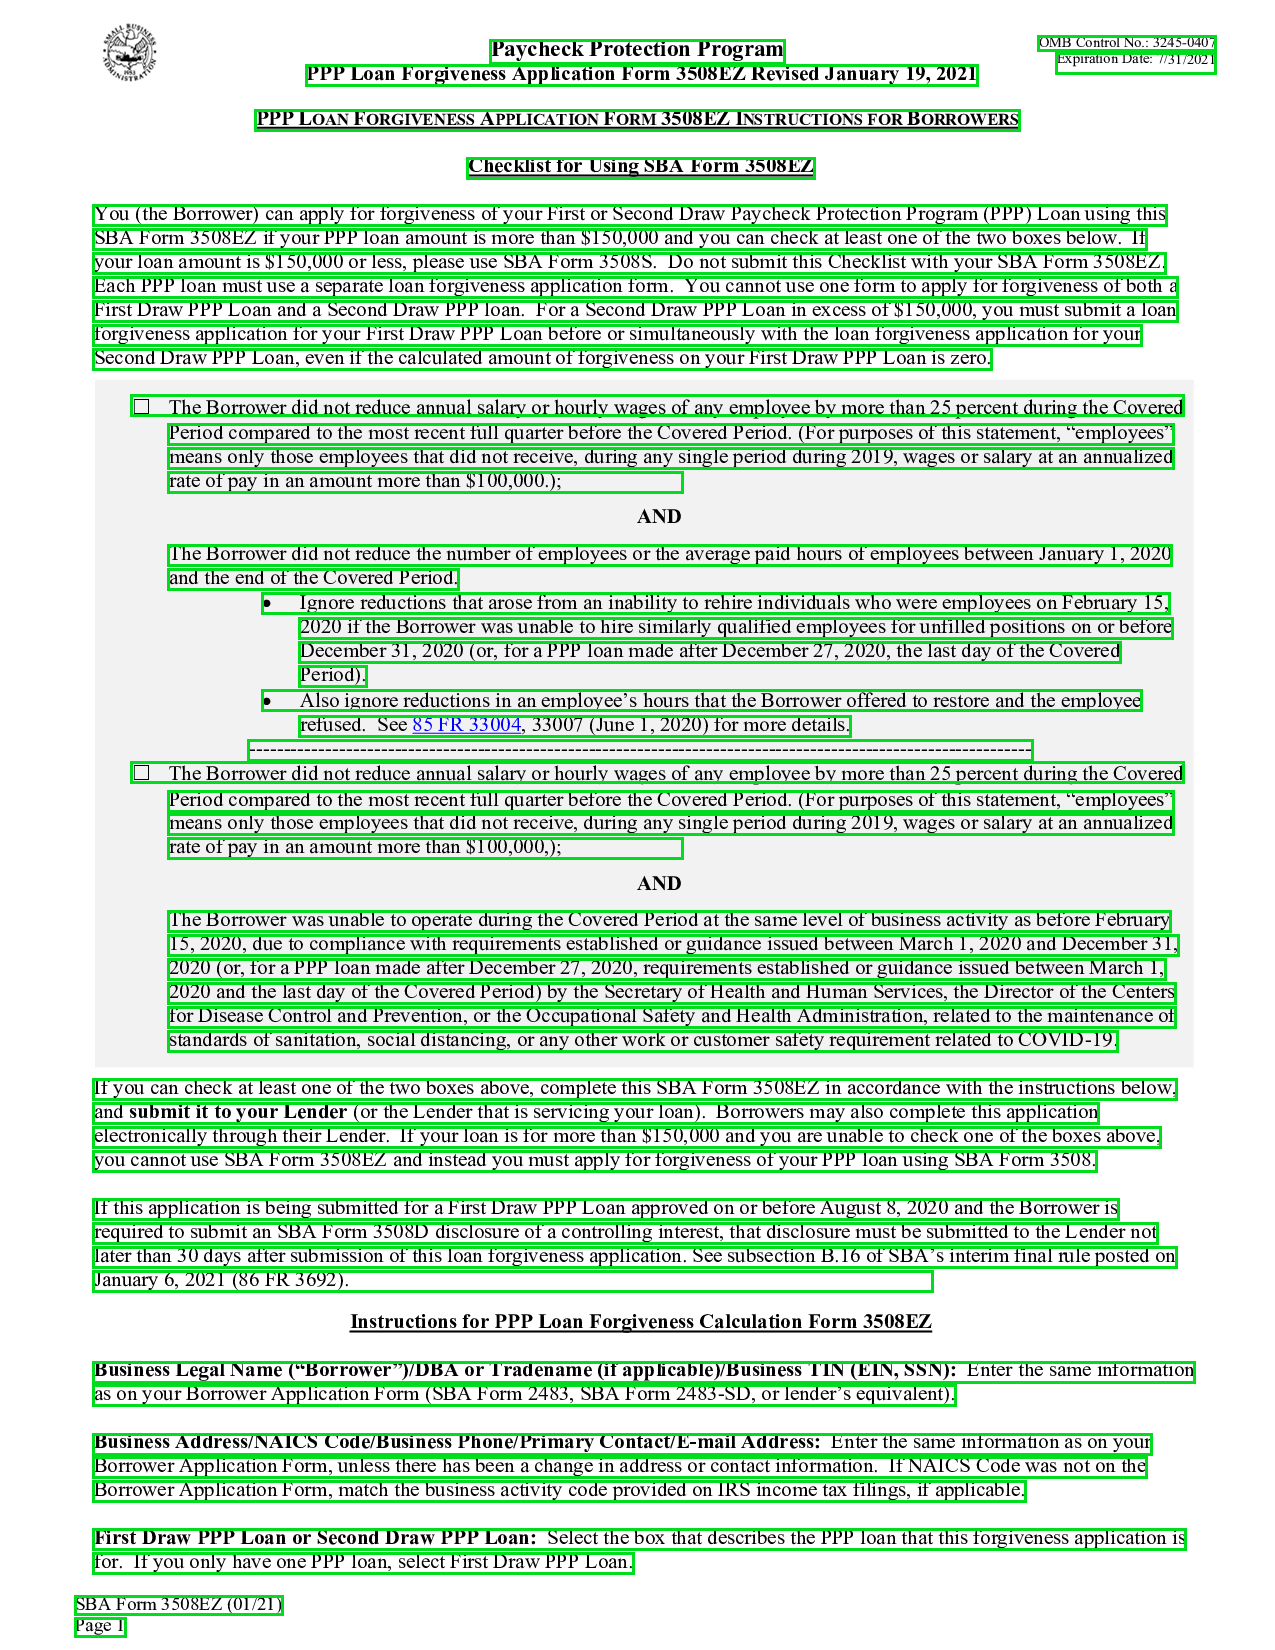 Paycheck Protection Program
OMB Control No.: 3245-0407
PPP Loan Forgiveness Application Form 3508EZ Revised January 19, 2021
Expiration Date: 7/31/2021
PPP LOAN FORGIVENESS APPLICATION FORM 3508EZ INSTRUCTIONS FOR BORROWERS
Checklist for Using SBA Form 3508EZ
You (the Borrower) can apply for forgiveness of your First or Second Draw Paycheck Protection Program (PPP) Loan using this
SBA Form 3508EZ if your PPP loan amount is more than $150,000 and you can check at least one of the two boxes below. If
your loan amount is $150,000 or less, please use SBA Form 3508S. Do not submit this Checklist with your SBA Form 3508EZ.
Each PPP loan must use a separate loan forgiveness application form. You cannot use one form to apply for forgiveness of both a
First Draw PPP Loan and a Second Draw PPP loan. For a Second Draw PPP Loan in excess of $150,000, you must submit a loan
forgiveness application for your First Draw PPP Loan before or simultaneously with the loan forgiveness application for your
Second Draw PPP Loan, even if the calculated amount of forgiveness on your First Draw PPP Loan is zero.
☐ The Borrower did not reduce annual salary or hourly wages of any employee by more than 25 percent during the Covered
Period compared to the most recent full quarter before the Covered Period. (For purposes of this statement, “employees”
means only those employees that did not receive, during any single period during 2019, wages or salary at an annualized
rate of pay in an amount more than $100,000.);
AND
The Borrower did not reduce the number of employees or the average paid hours of employees between January 1, 2020
and the end of the Covered Period.
• Ignore reductions that arose from an inability to rehire individuals who were employees on February 15,
2020 if the Borrower was unable to hire similarly qualified employees for unfilled positions on or before
December 31, 2020 (or, for a PPP loan made after December 27, 2020, the last day of the Covered
Period).
• Also ignore reductions in an employee’s hours that the Borrower offered to restore and the employee
refused. See 85 FR 33004, 33007 (June 1, 2020) for more details.
------------------------------------------------------------------------------------------------------------------
☐ The Borrower did not reduce annual salary or hourly wages of any employee by more than 25 percent during the Covered
Period compared to the most recent full quarter before the Covered Period. (For purposes of this statement, “employees”
means only those employees that did not receive, during any single period during 2019, wages or salary at an annualized
rate of pay in an amount more than $100,000,);
AND
The Borrower was unable to operate during the Covered Period at the same level of business activity as before February
15, 2020, due to compliance with requirements established or guidance issued between March 1, 2020 and December 31,
2020 (or, for a PPP loan made after December 27, 2020, requirements established or guidance issued between March 1,
2020 and the last day of the Covered Period) by the Secretary of Health and Human Services, the Director of the Centers
for Disease Control and Prevention, or the Occupational Safety and Health Administration, related to the maintenance of
standards of sanitation, social distancing, or any other work or customer safety requirement related to COVID-19.
If you can check at least one of the two boxes above, complete this SBA Form 3508EZ in accordance with the instructions below,
and submit it to your Lender (or the Lender that is servicing your loan). Borrowers may also complete this application
electronically through their Lender. If your loan is for more than $150,000 and you are unable to check one of the boxes above,
you cannot use SBA Form 3508EZ and instead you must apply for forgiveness of your PPP loan using SBA Form 3508.
If this application is being submitted for a First Draw PPP Loan approved on or before August 8, 2020 and the Borrower is
required to submit an SBA Form 3508D disclosure of a controlling interest, that disclosure must be submitted to the Lender not
later than 30 days after submission of this loan forgiveness application. See subsection B.16 of SBA’s interim final rule posted on
January 6, 2021 (86 FR 3692).
Instructions for PPP Loan Forgiveness Calculation Form 3508EZ
Business Legal Name (“Borrower”)/DBA or Tradename (if applicable)/Business TIN (EIN, SSN): Enter the same information
as on your Borrower Application Form (SBA Form 2483, SBA Form 2483-SD, or lender’s equivalent).
Business Address/NAICS Code/Business Phone/Primary Contact/E-mail Address: Enter the same information as on your
Borrower Application Form, unless there has been a change in address or contact information. If NAICS Code was not on the
Borrower Application Form, match the business activity code provided on IRS income tax filings, if applicable.
First Draw PPP Loan or Second Draw PPP Loan: Select the box that describes the PPP loan that this forgiveness application is
for. If you only have one PPP loan, select First Draw PPP Loan.
SBA Form 3508EZ (01/21)
Page 1